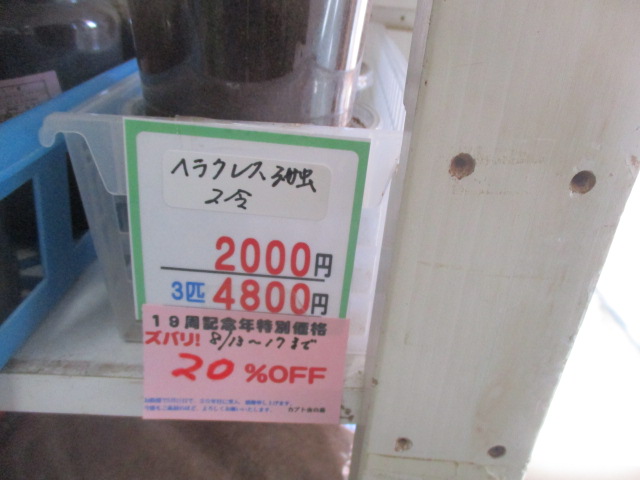 ヘラクレス幼虫
2令
2000円
3匹 4800円
19周記念年特別価格
ズバリ! 8/13~17まで
20%OFF